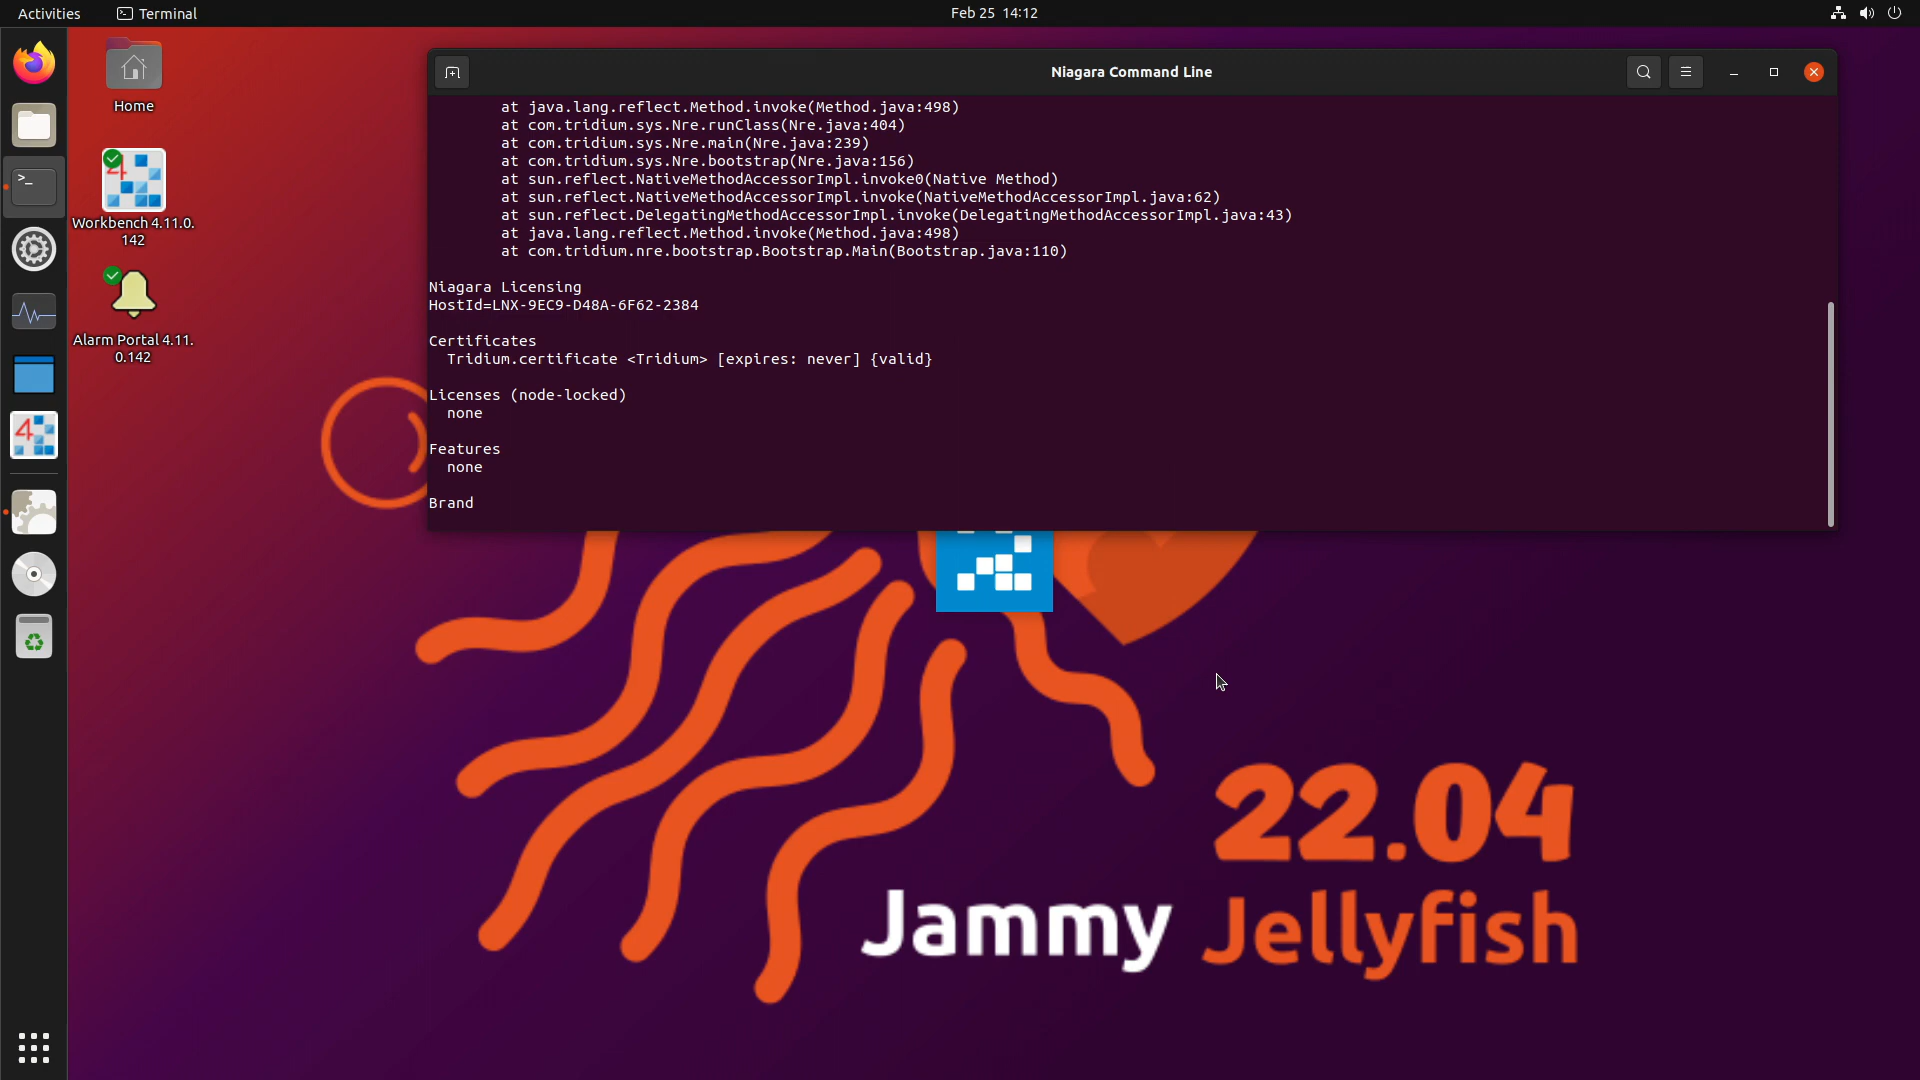 Activities
Terminal
Feb 25 14:12
Home
Workbench 4.11.0.
142
Alarm Portal 4.11.
0.142
Niagara Command Line
at java.lang.reflect.Method.invoke(Method.java:498)
at com.tridium.sys.Nre.runClass(Nre.java:404)
at com.tridium.sys.Nre.main(Nre.java:239)
at com.tridium.sys.Nre.bootstrap(Nre.java:156)
at sun.reflect.NativeMethodAccessorImpl.invoke0(Native Method)
at sun.reflect.NativeMethodAccessorImpl.invoke(NativeMethodAccessorImpl.java:62)
at sun.reflect.DelegatingMethodAccessorImpl.invoke(DelegatingMethodAccessorImpl.java:43)
at java.lang.reflect.Method.invoke(Method.java:498)
at com.tridium.nre.bootstrap.Bootstrap.Main(Bootstrap.java:110)
Niagara Licensing
HostId=LNX-9EC9-D48A-6F62-2384
Certificates
Tridium.certificate <Tridium> [expires: never] {valid}
Licenses (node-locked)
none
Features
none
Brand
22.04
Jammy Jellyfish